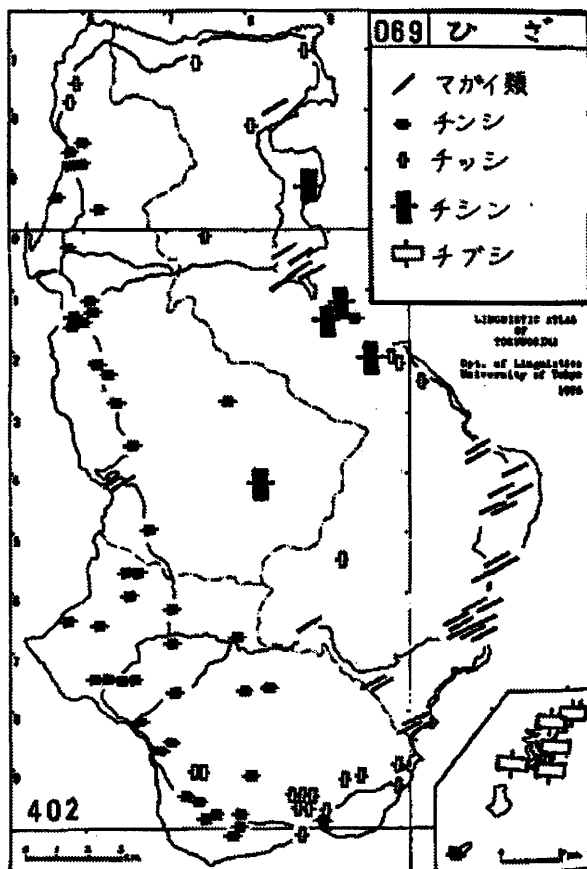 069 ひざ
マガイ類
チンシ
チッシ
チシン
チブシ
LINGUISTIC ATLAS
OF
Dpt. of Linguistics
University of Tokyo
402